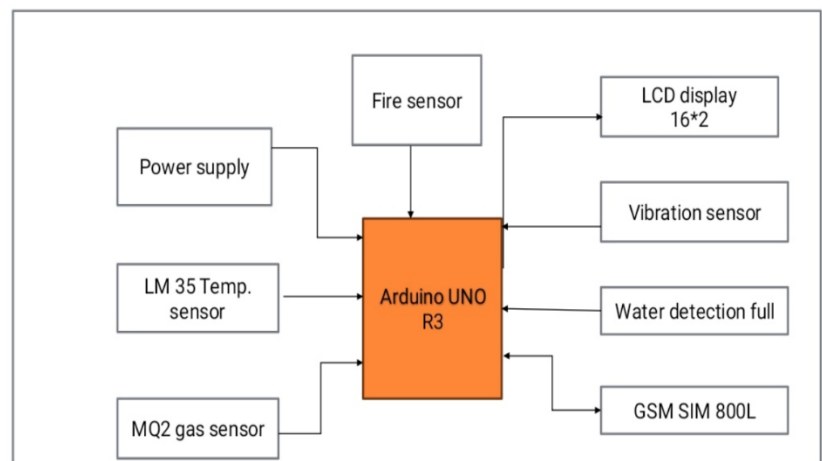 Fire sensor
LCD display
16*2
Power supply
Vibration sensor
LM 35 Temp.
sensor
Arduino UNO
R3
Water detection full
MQ2 gas sensor
GSM SIM 800L